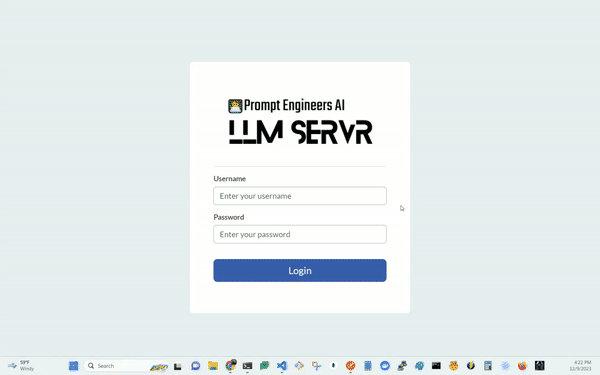 Prompt Engineers AI
LLM SERVR
Username
Enter your username
Password
Enter your password
Login
59°F
Windy
Search
4:22 PM
12/9/2023